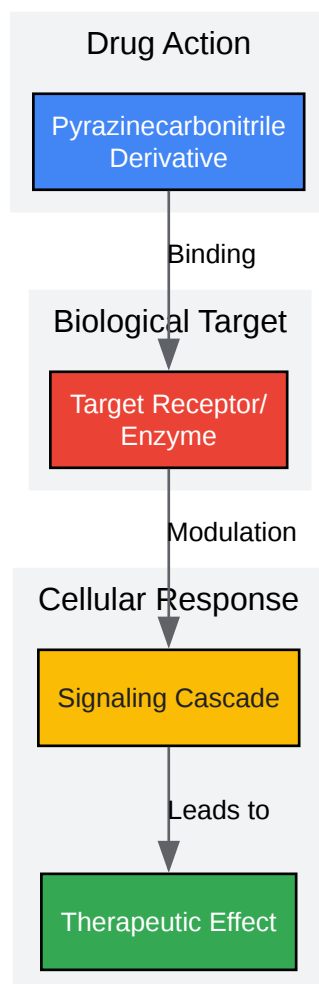 Drug Action
Pyrazinecarbonitrile
Derivative
Binding
Biological Target
Target Receptor/
Enzyme
Modulation
Cellular Response
Signaling Cascade
Leads to
Therapeutic Effect